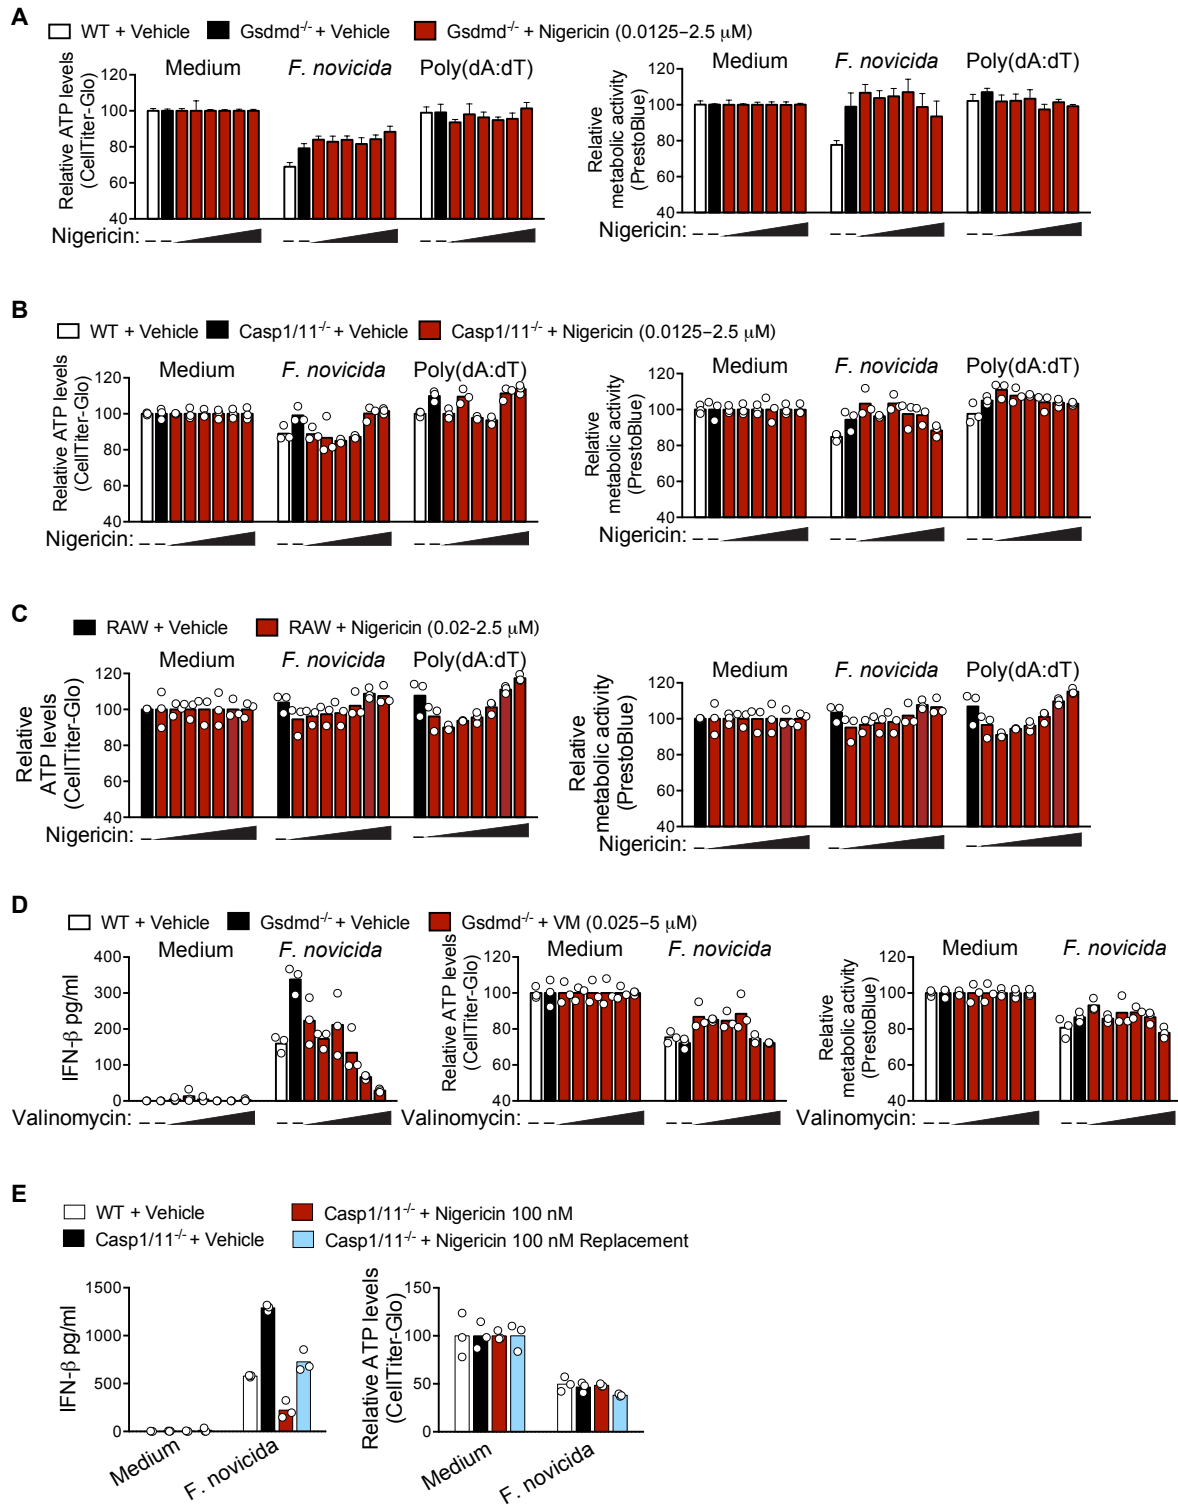 A
WT + Vehicle Gsdmd-/- + Vehicle Gsdmd-/- + Nigericin (0.0125–2.5 μM)
Relative ATP levels
(CellTiter-Glo)
Medium F. novicida Poly(dA:dT)
120
100
80
60
40
Nigericin:
Relative
metabolic activity
(PrestoBlue)
Medium F. novicida Poly(dA:dT)
120
100
80
60
40
Nigericin:
B
WT + Vehicle Casp1/11-/- + Vehicle Casp1/11-/- + Nigericin (0.0125–2.5 μM)
Relative ATP levels
(CellTiter-Glo)
Medium F. novicida Poly(dA:dT)
120
100
80
60
40
Nigericin:
Relative
metabolic activity
(PrestoBlue)
Medium F. novicida Poly(dA:dT)
120
100
80
60
40
Nigericin:
C
RAW + Vehicle RAW + Nigericin (0.02-2.5 μM)
Relative
ATP levels
(CellTiter-Glo)
Medium F. novicida Poly(dA:dT)
120
100
80
60
40
Nigericin:
Relative
metabolic activity
(PrestoBlue)
Medium F. novicida Poly(dA:dT)
120
100
80
60
40
Nigericin:
D
WT + Vehicle Gsdmd-/- + Vehicle Gsdmd-/- + VM (0.025–5 μM)
IFN-β pg/ml
Medium F. novicida
400
300
200
100
0
Valinomycin:
Relative ATP levels
(CellTiter-Glo)
Medium F. novicida
120
100
80
60
40
Relative
metabolic activity
(PrestoBlue)
Medium F. novicida
120
100
80
60
40
Valinomycin:
E
WT + Vehicle Casp1/11-/- + Nigericin 100 nM
Casp1/11-/- + Vehicle Casp1/11-/- + Nigericin 100 nM Replacement
IFN-β pg/ml
1500
1000
500
0
Medium F. novicida
Relative ATP levels
(CellTiter-Glo)
150
100
50
0
Medium F. novicida